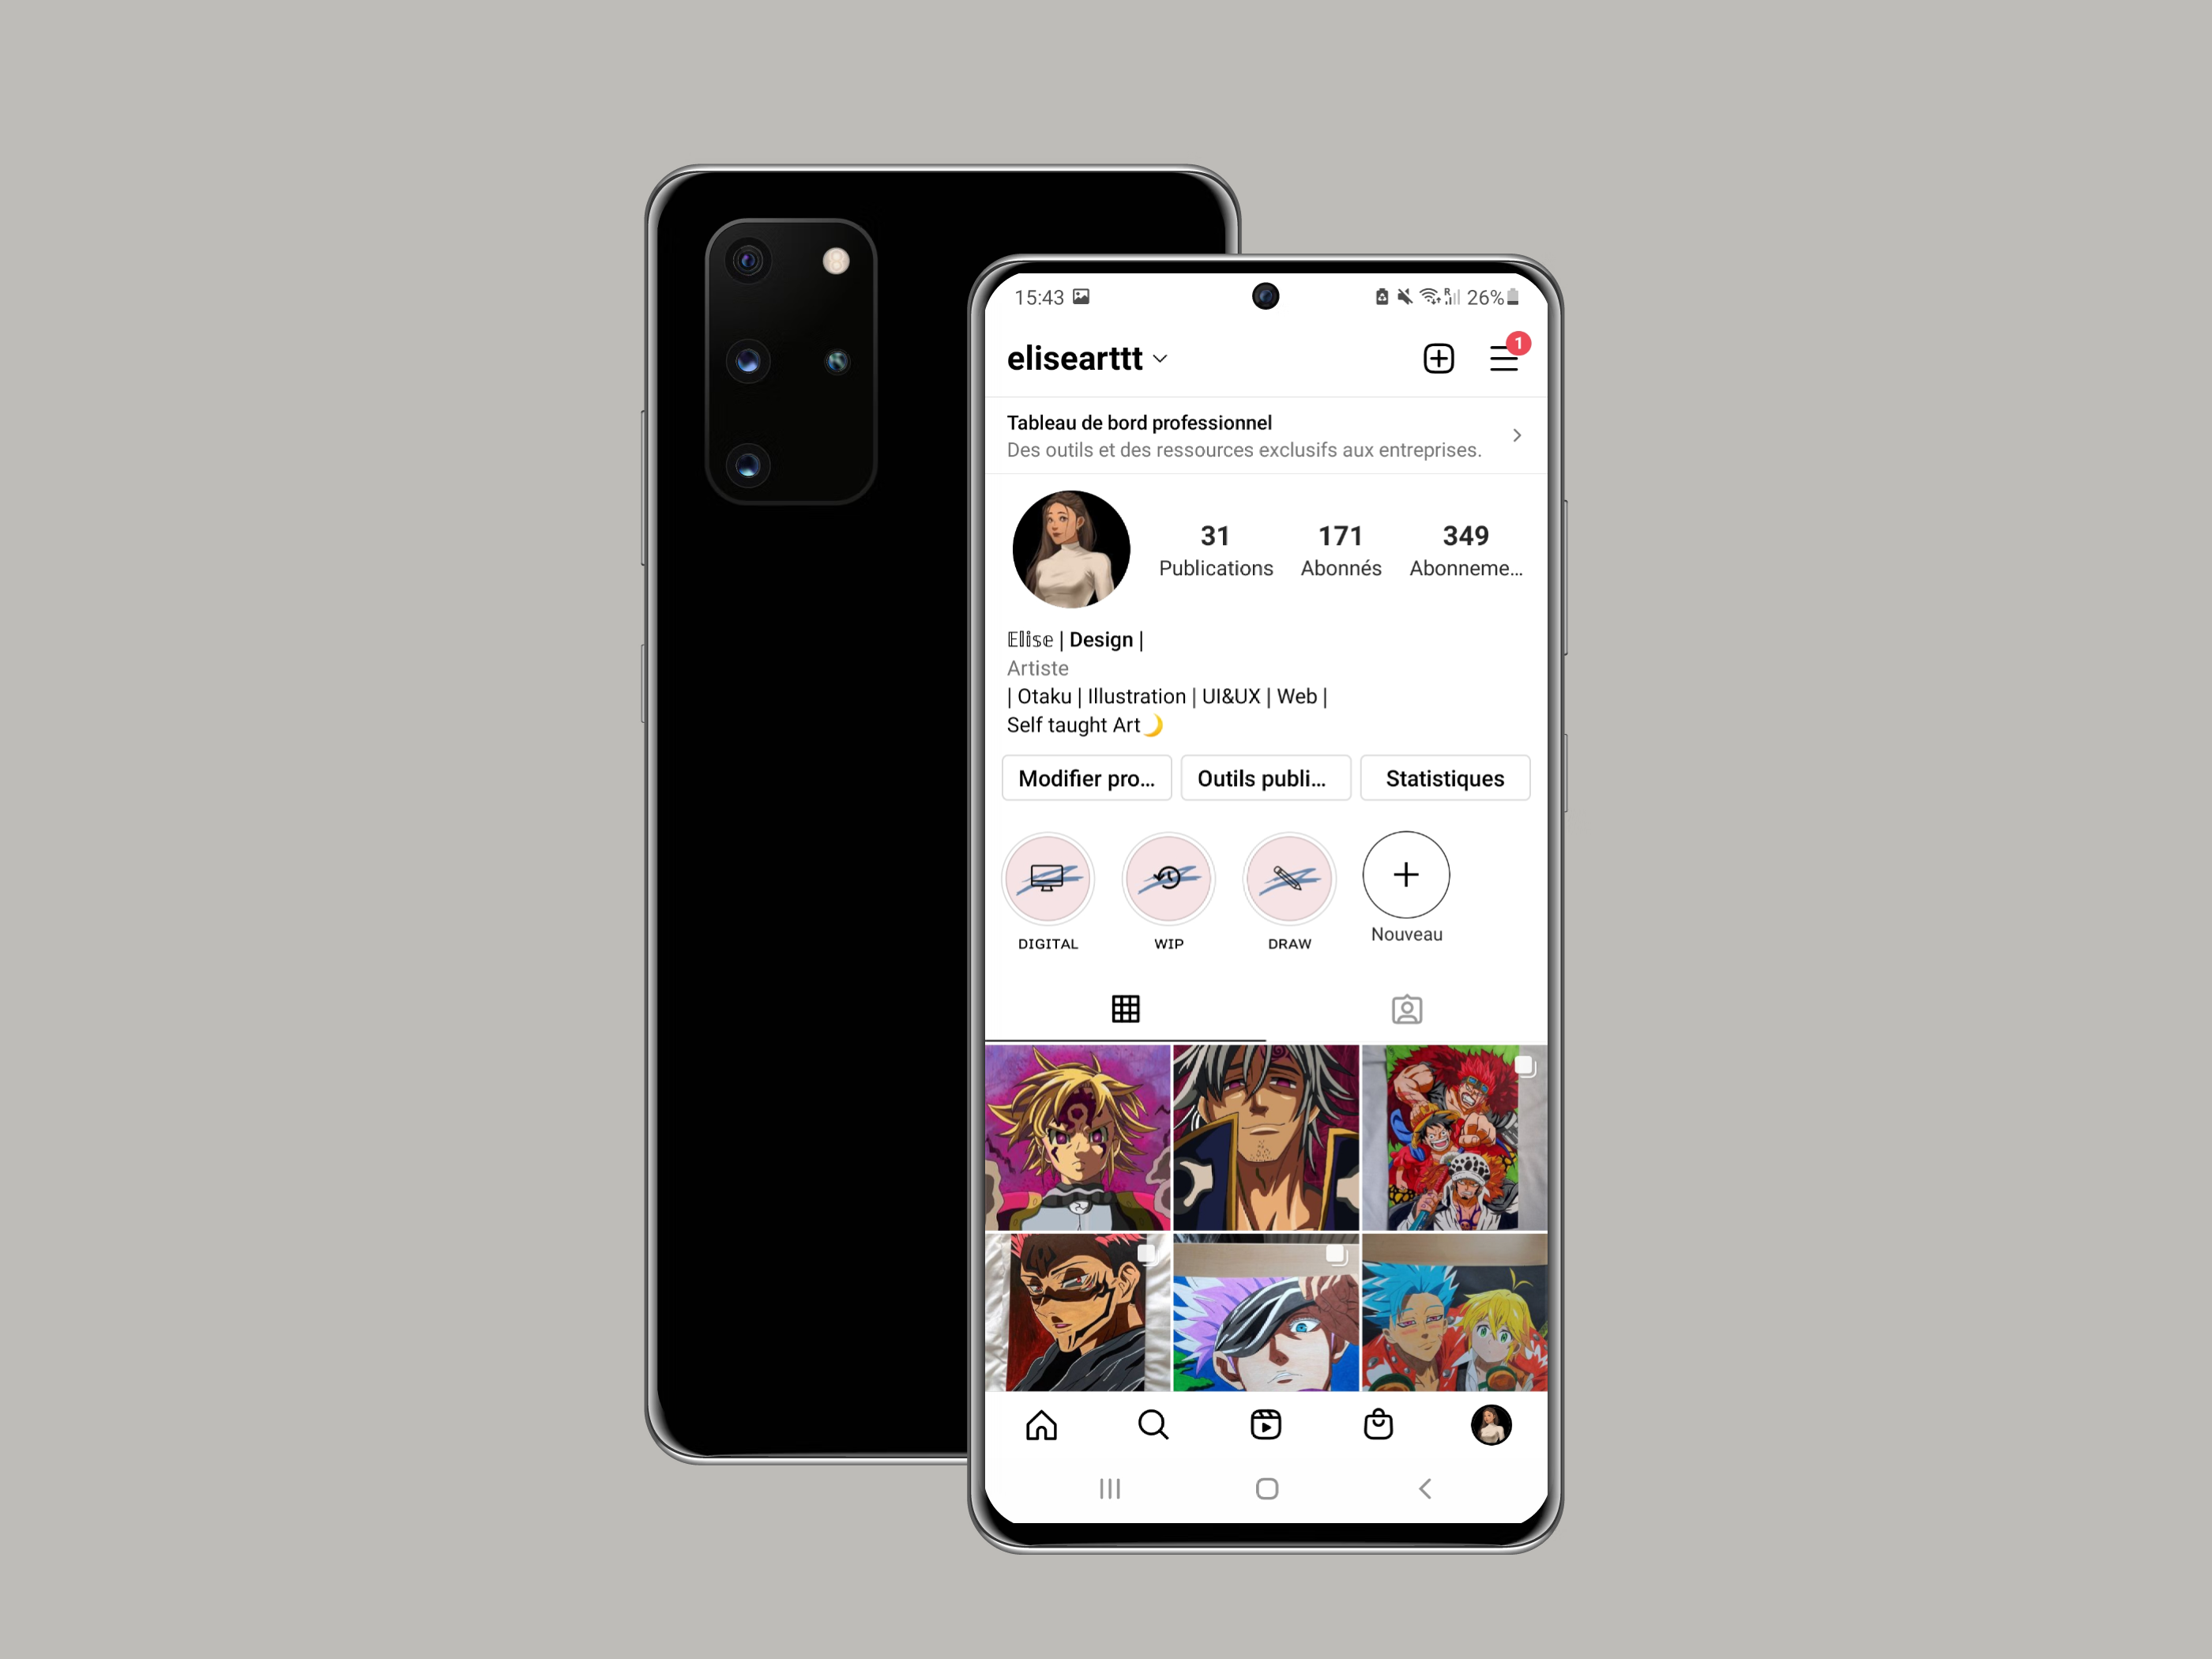 15:43
R
26%
elisearttt
1
Tableau de bord professionnel
Des outils et des ressources exclusifs aux entreprises.
31
171
349
Publications
Abonnés
Abonneme...
𝔼𝕝𝕚𝕤𝕖 | Design |
Artiste
| Otaku | Illustration | UI&UX | Web |
Self taught Art🌙
Modifier pro...
Outils publi...
Statistiques
DIGITAL
WIP
DRAW
Nouveau